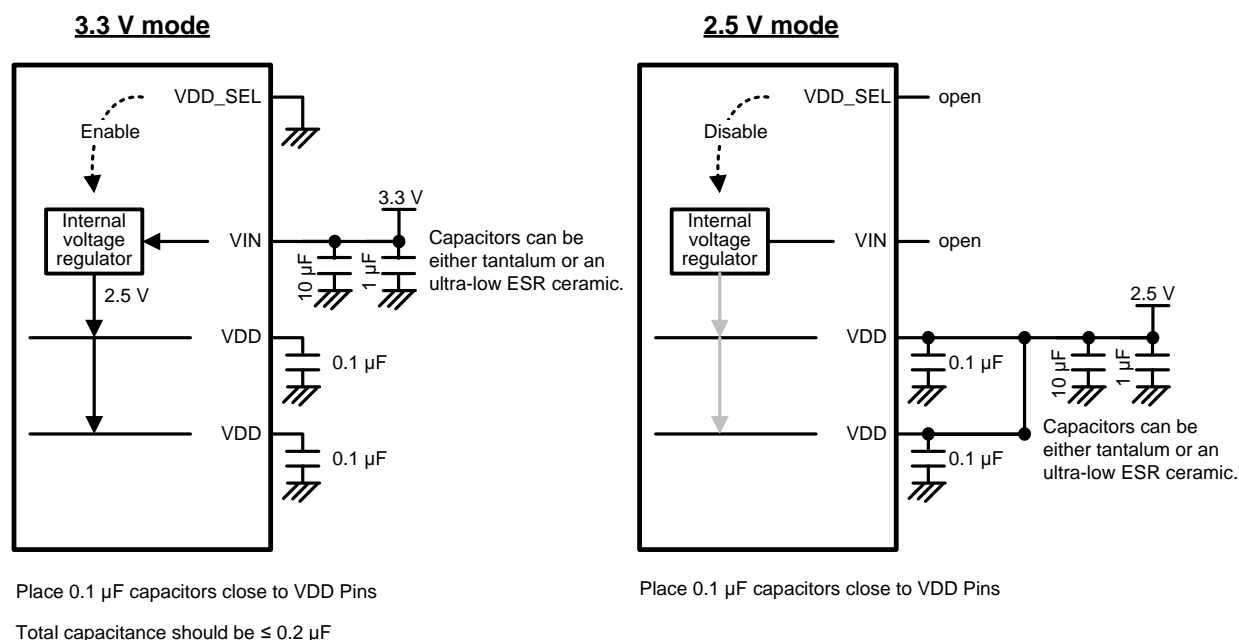 3.3 V mode
VDD_SEL
Enable
3.3 V
Internal
voltage
regulator
VIN
10 µF
1 µF
Capacitors can be
either tantalum or an
ultra-low ESR ceramic.
2.5 V
VDD
0.1 µF
VDD
0.1 µF
Place 0.1 µF capacitors close to VDD Pins
Total capacitance should be ≤ 0.2 µF
2.5 V mode
VDD_SEL
open
Disable
Internal
voltage
regulator
VIN
open
2.5 V
VDD
0.1 µF
10 µF
1 µF
VDD
0.1 µF
Capacitors can be
either tantalum or an
ultra-low ESR ceramic.
Place 0.1 µF capacitors close to VDD Pins